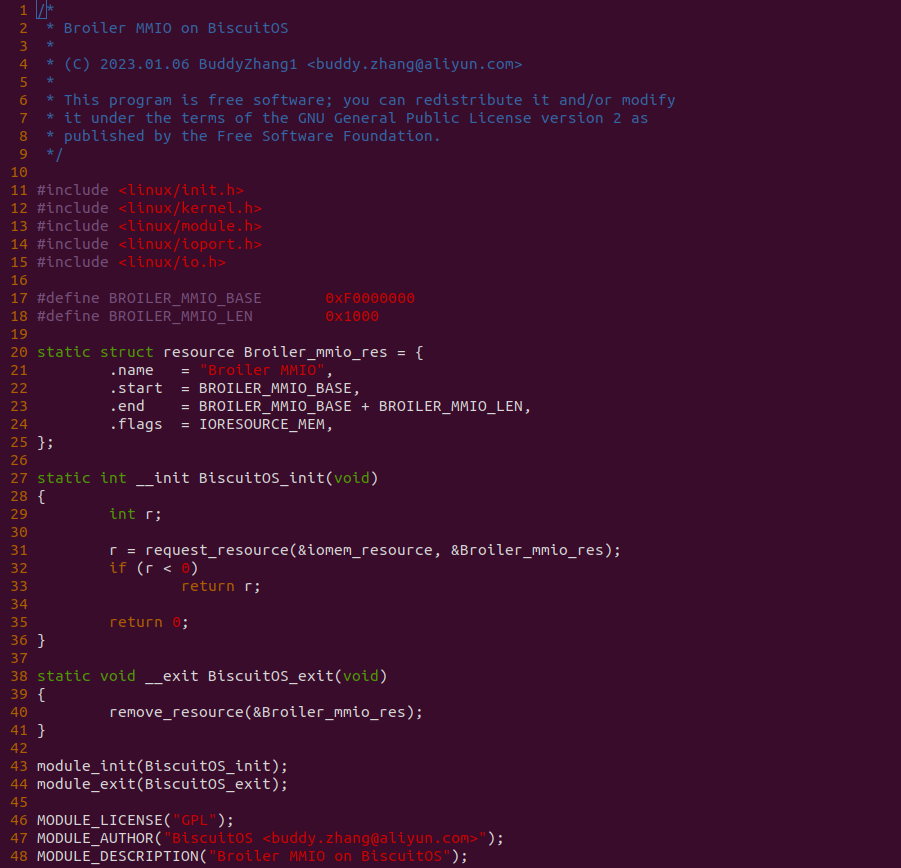 1 /*
2  * Broiler MMIO on BiscuitOS
3  *
4  * (C) 2023.01.06 BuddyZhang1 <buddy.zhang@aliyun.com>
5  *
6  * This program is free software; you can redistribute it and/or modify
7  * it under the terms of the GNU General Public License version 2 as
8  * published by the Free Software Foundation.
9  */
10
11 #include <linux/init.h>
12 #include <linux/kernel.h>
13 #include <linux/module.h>
14 #include <linux/ioport.h>
15 #include <linux/io.h>
16
17 #define BROILER_MMIO_BASE       0xF0000000
18 #define BROILER_MMIO_LEN        0x1000
19
20 static struct resource Broiler_mmio_res = {
21         .name   = "Broiler MMIO",
22         .start  = BROILER_MMIO_BASE,
23         .end    = BROILER_MMIO_BASE + BROILER_MMIO_LEN,
24         .flags  = IORESOURCE_MEM,
25 };
26
27 static int __init BiscuitOS_init(void)
28 {
29         int r;
30
31         r = request_resource(&iomem_resource, &Broiler_mmio_res);
32         if (r < 0)
33                 return r;
34
35         return 0;
36 }
37
38 static void __exit BiscuitOS_exit(void)
39 {
40         remove_resource(&Broiler_mmio_res);
41 }
42
43 module_init(BiscuitOS_init);
44 module_exit(BiscuitOS_exit);
45
46 MODULE_LICENSE("GPL");
47 MODULE_AUTHOR("BiscuitOS <buddy.zhang@aliyun.com>");
48 MODULE_DESCRIPTION("Broiler MMIO on BiscuitOS");